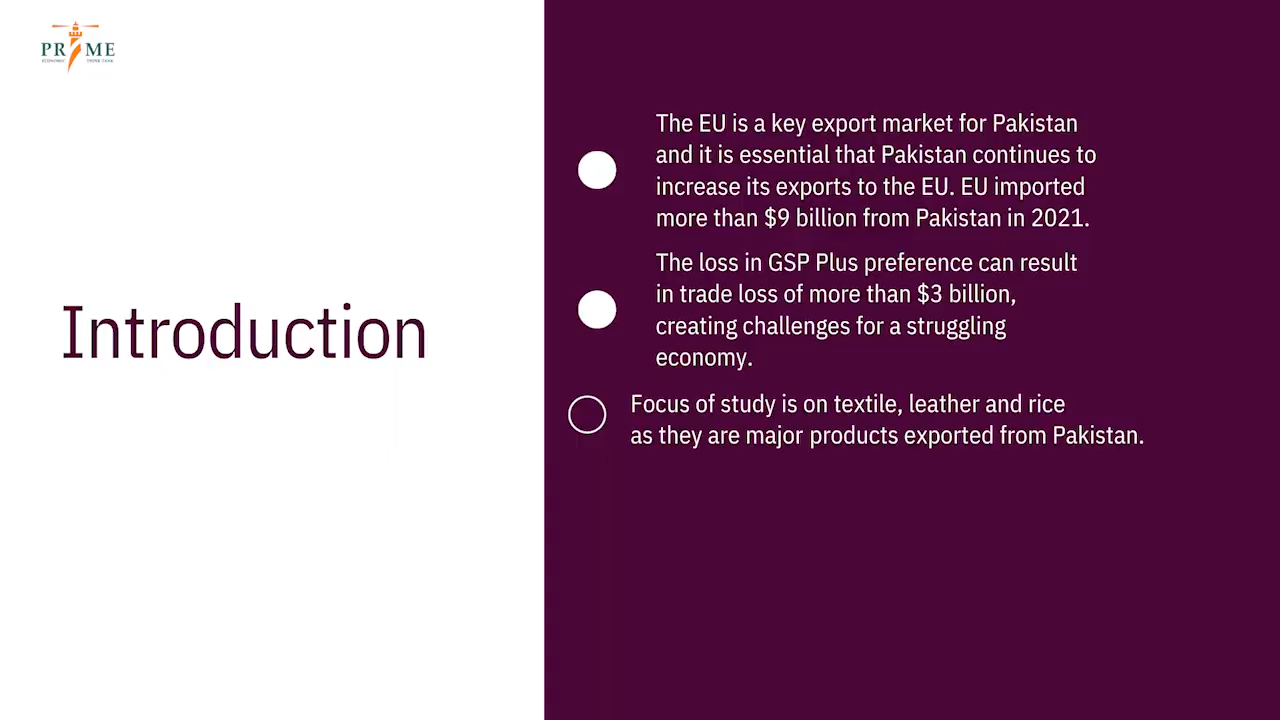 PRIME
ECONOMIC THINK TANK
Introduction
The EU is a key export market for Pakistan
and it is essential that Pakistan continues to
increase its exports to the EU. EU imported
more than $9 billion from Pakistan in 2021.
The loss in GSP Plus preference can result
in trade loss of more than $3 billion,
creating challenges for a struggling
economy.
Focus of study is on textile, leather and rice
as they are major products exported from Pakistan.